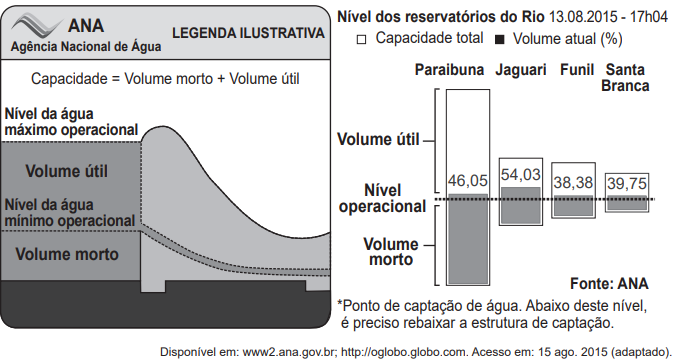 ANA
Agência Nacional de Água
LEGENDA ILUSTRATIVA
Capacidade = Volume morto + Volume útil
Nível da água
máximo operacional
Volume útil
Nível da água
mínimo operacional
Volume morto
Nível dos reservatórios do Rio 13.08.2015 - 17h04
Capacidade total
Volume atual (%)
Paraibuna
Jaguari
Funil
Santa
Branca
Volume útil
46,05
54,03
38,38
39,75
Nível
operacional
Volume
morto
Fonte: ANA
*Ponto de captação de água. Abaixo deste nível,
é preciso rebaixar a estrutura de captação.
Disponível em: www2.ana.gov.br; http://oglobo.globo.com. Acesso em: 15 ago. 2015 (adaptado).